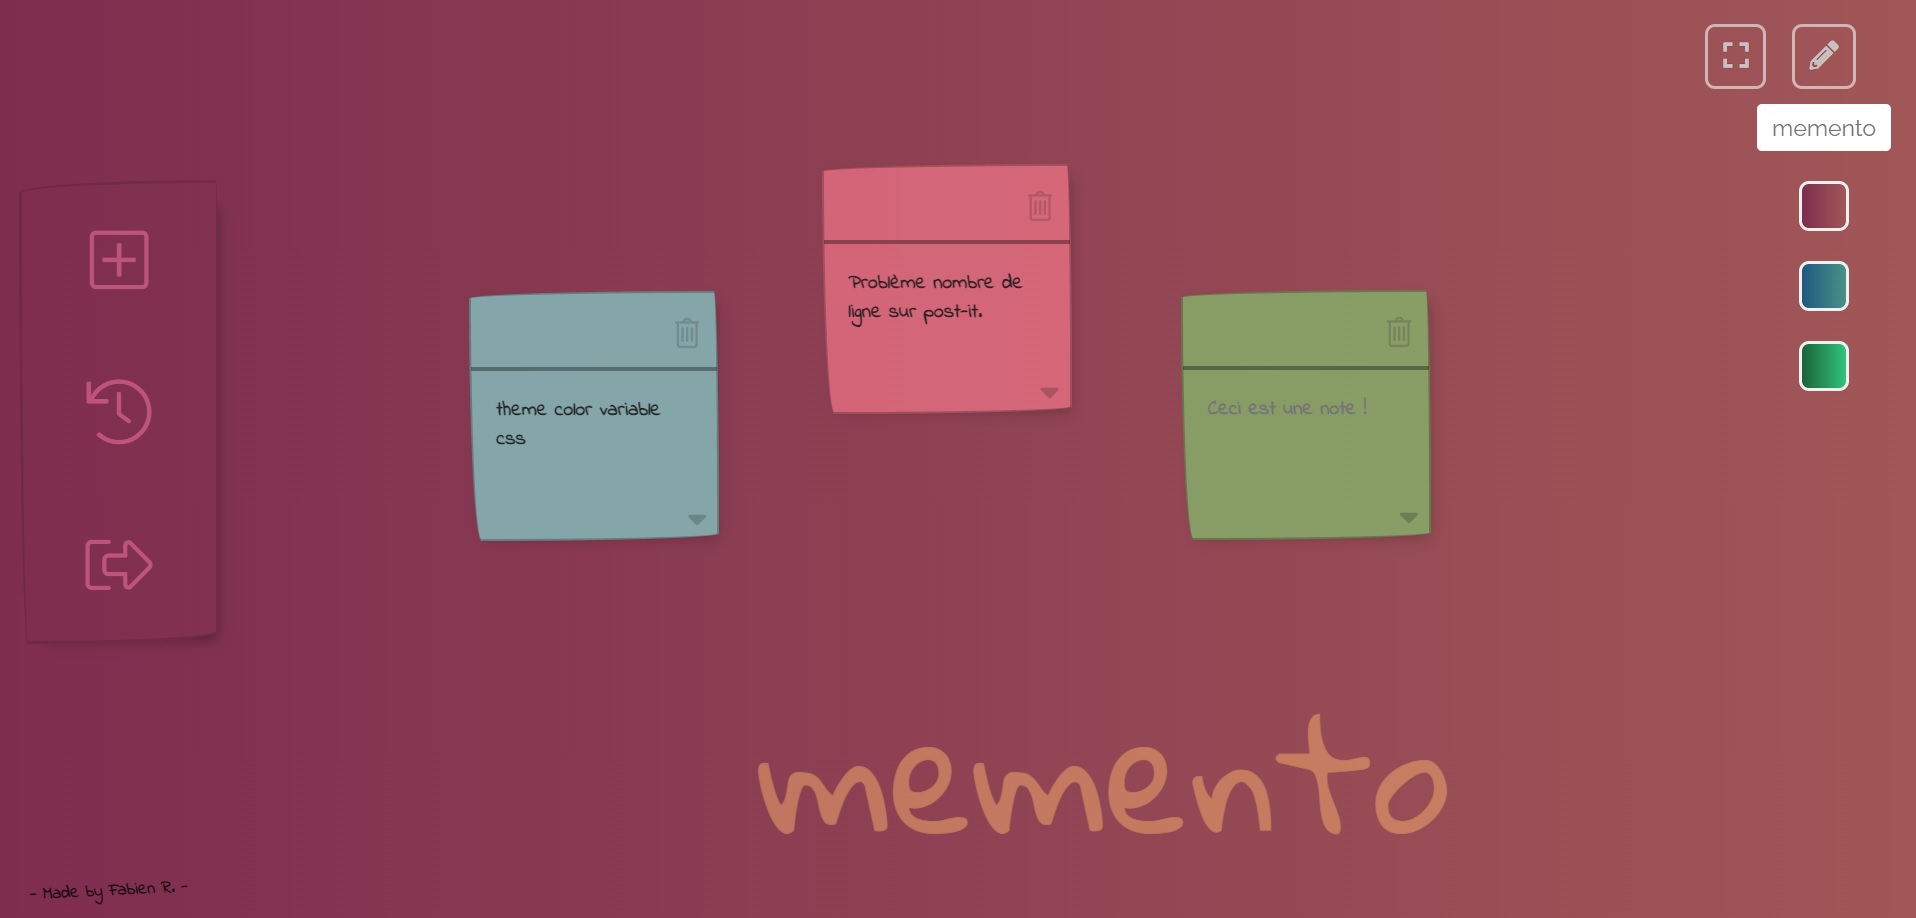 memento
Problème nombre de
ligne sur post-it.
theme color variable
css
Ceci est une note !
memento
- Made by Fabien R. -